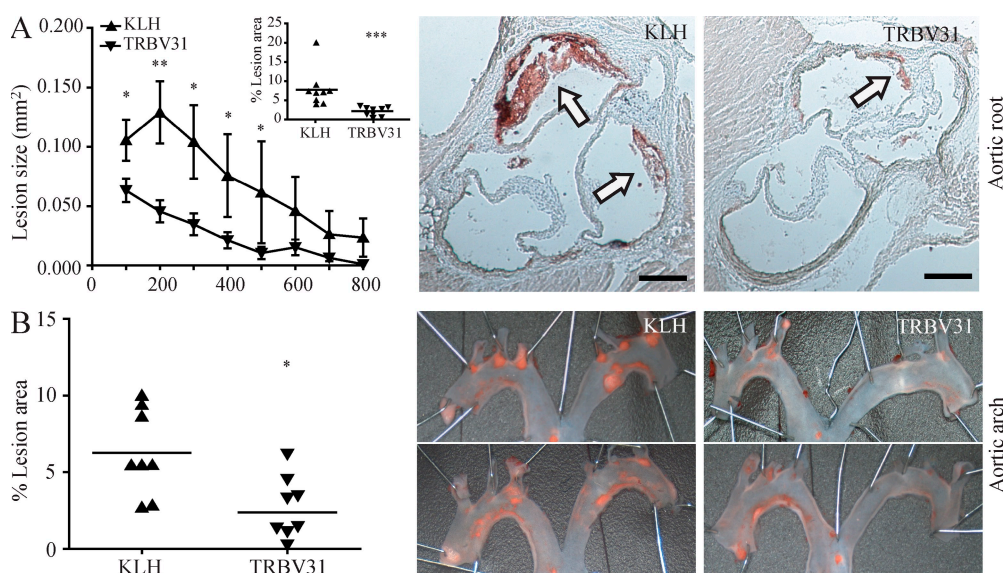 A
KLH
TRBV31
Lesion size (mm²)
0.200
0.150
0.100
0.050
0.000
0 200 400 600 800
* ** * * *
% Lesion area
25
20
15
10
5
0
***
KLH TRBV31
KLH
TRBV31
Aortic root
B
% Lesion area
15
10
5
0
*
KLH TRBV31
KLH
TRBV31
Aortic arch